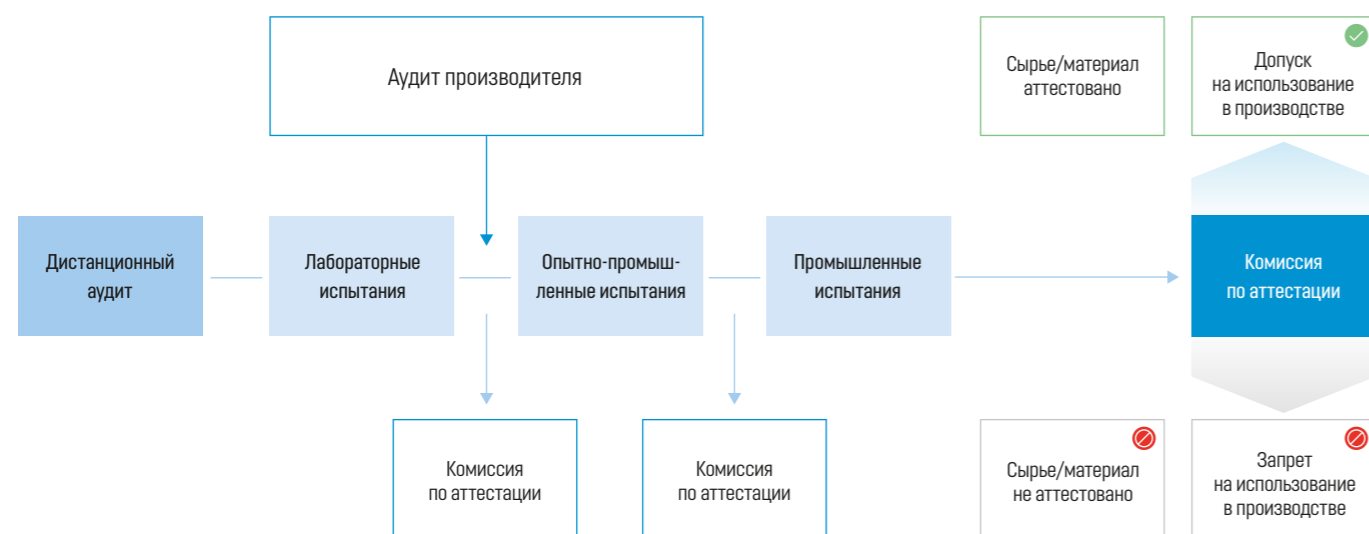 Аудит производителя
Сырье/материал
аттестовано
Допуск
на использование
в производстве
Дистанционный
аудит
Лабораторные
испытания
Опытно-промыш-
ленные испытания
Промышленные
испытания
Комиссия
по аттестации
Комиссия
по аттестации
Комиссия
по аттестации
Сырье/материал
не аттестовано
Запрет
на использование
в производстве